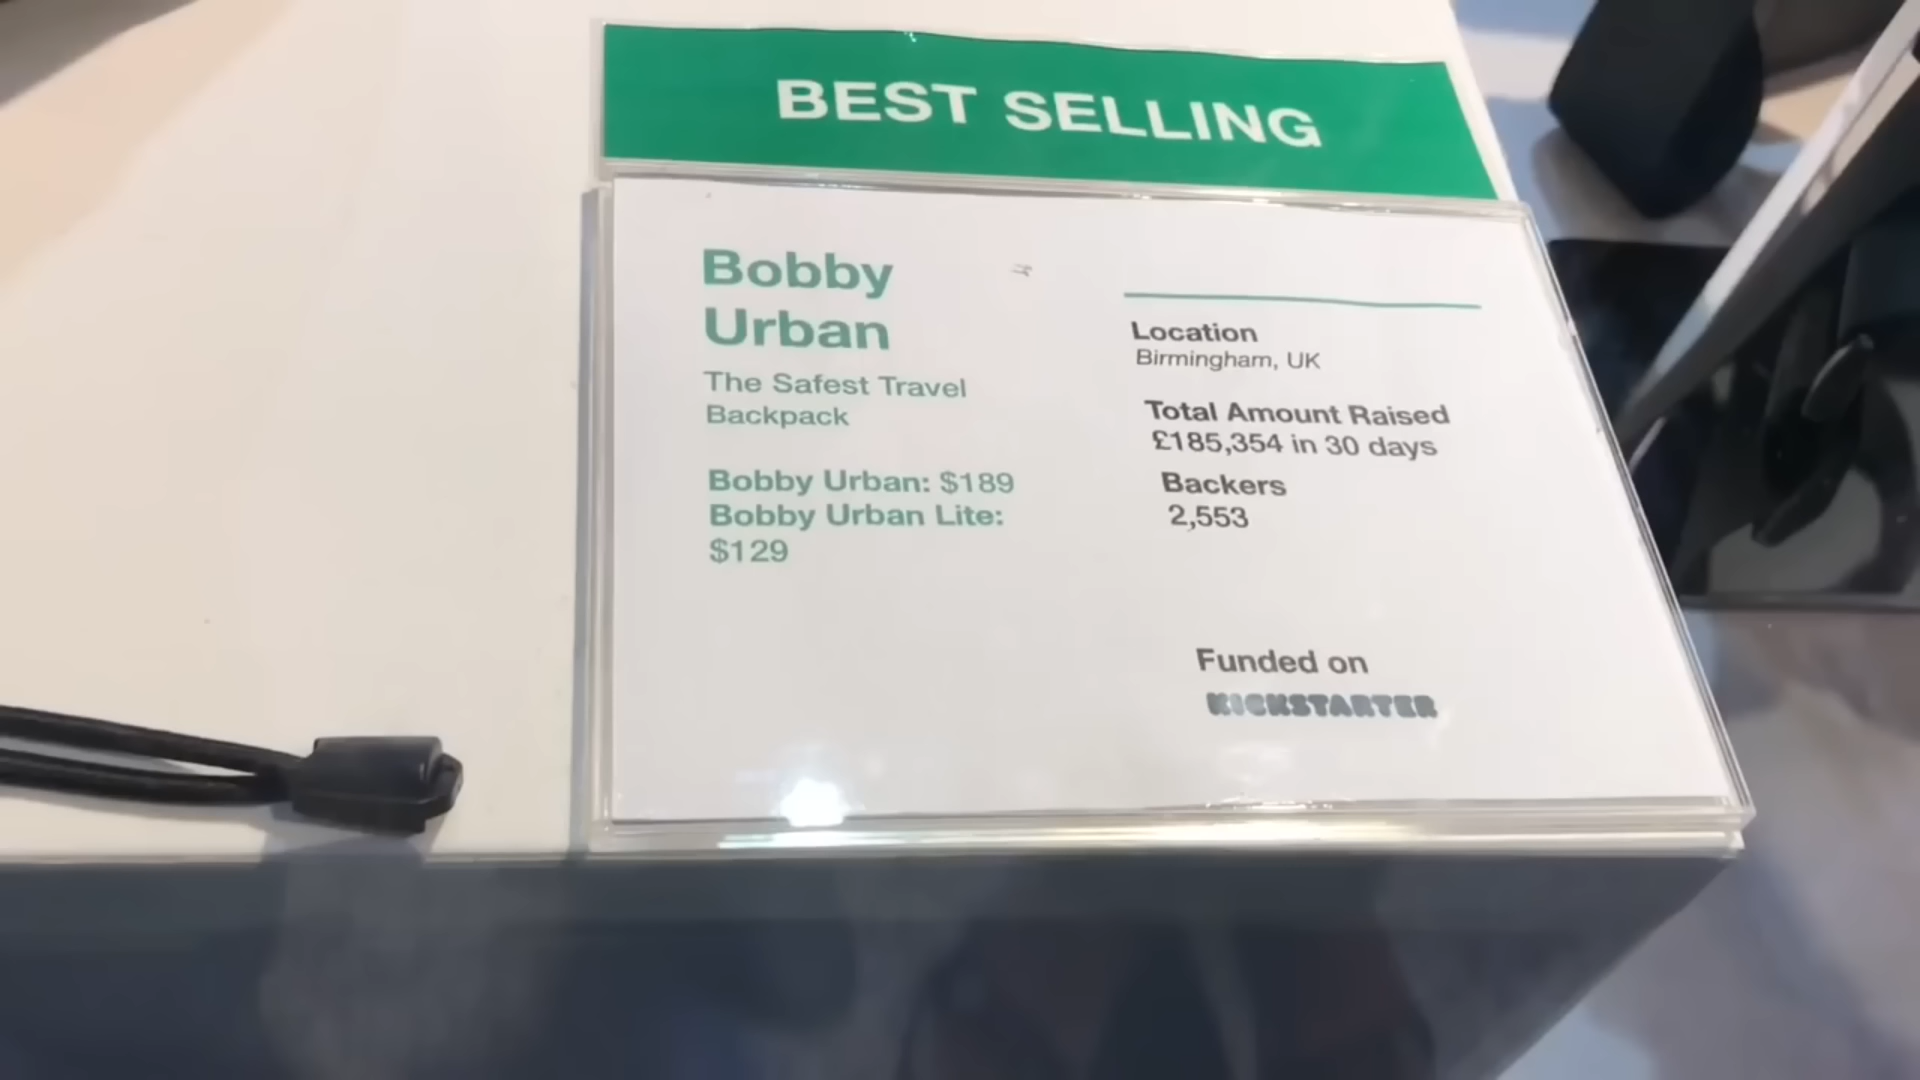 BEST SELLING
Bobby
Urban
The Safest Travel
Backpack
Bobby Urban: $189
Bobby Urban Lite:
$129
Location
Birmingham, UK
Total Amount Raised
£185,354 in 30 days
Backers
2,553
Funded on
KICKSTARTER